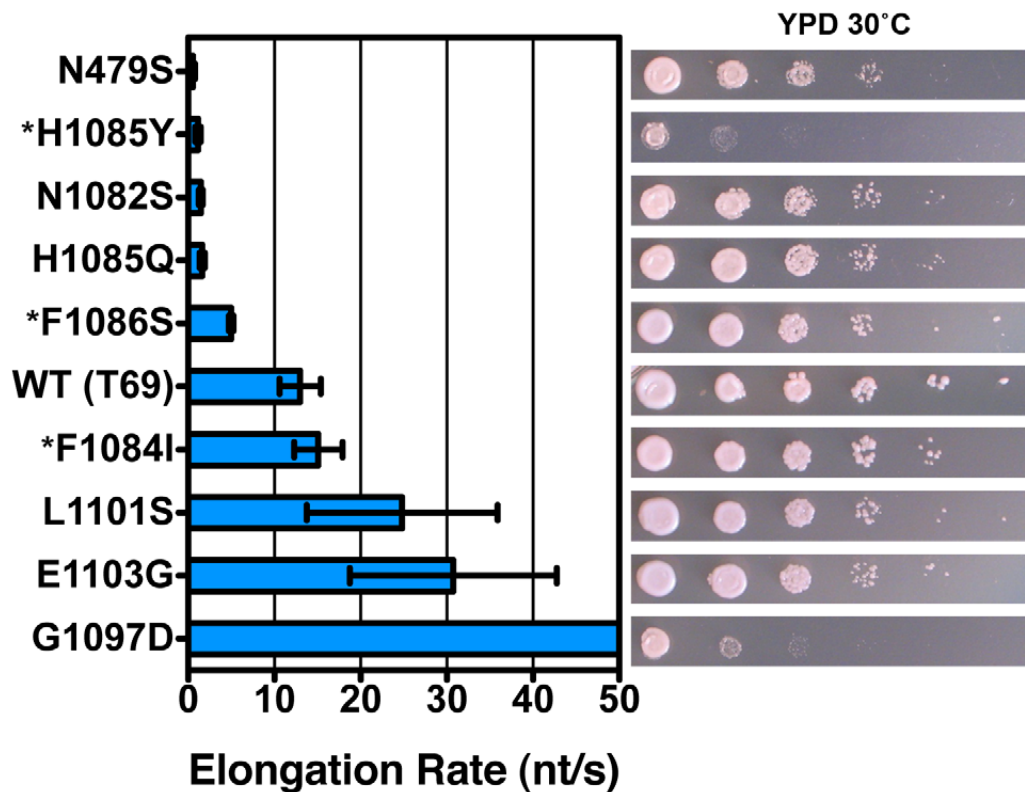 YPD 30˚C
N479S
*H1085Y
N1082S
H1085Q
*F1086S
WT (T69)
*F1084I
L1101S
E1103G
G1097D
0 10 20 30 40 50
Elongation Rate (nt/s)